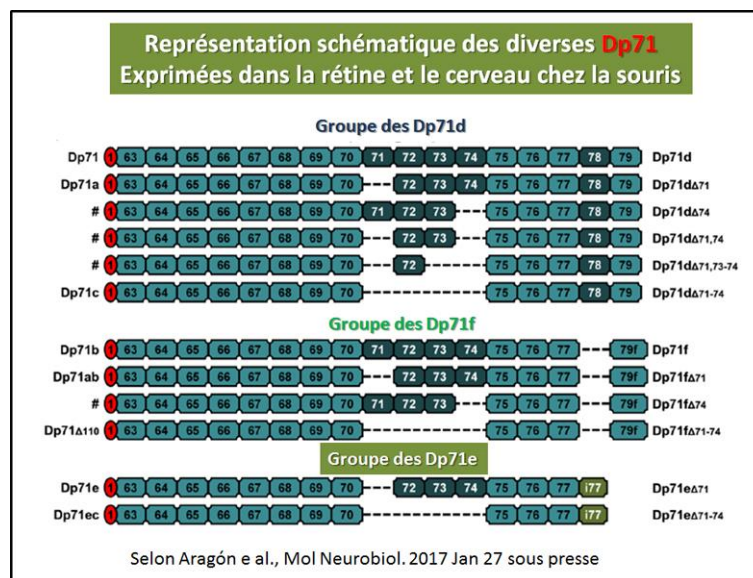 Représentation schématique des diverses Dp71
Exprimées dans la rétine et le cerveau chez la souris
Groupe des Dp71d
Dp71 1 63 64 65 66 67 68 69 70 71 72 73 74 75 76 77 78 79 Dp71d
Dp71a 1 63 64 65 66 67 68 69 70 72 73 74 75 76 77 78 79 Dp71dΔ71
# 1 63 64 65 66 67 68 69 70 71 72 73 75 76 77 78 79 Dp71dΔ74
# 1 63 64 65 66 67 68 69 70 72 73 75 76 77 78 79 Dp71dΔ71,74
# 1 63 64 65 66 67 68 69 70 72 75 76 77 78 79 Dp71dΔ71,73-74
Dp71c 1 63 64 65 66 67 68 69 70 75 76 77 78 79 Dp71dΔ71-74
Groupe des Dp71f
Dp71b 1 63 64 65 66 67 68 69 70 71 72 73 74 75 76 77 79f Dp71f
Dp71ab 1 63 64 65 66 67 68 69 70 72 73 74 75 76 77 79f Dp71fΔ71
# 1 63 64 65 66 67 68 69 70 71 72 73 75 76 77 79f Dp71fΔ74
Dp71Δ110 1 63 64 65 66 67 68 69 70 75 76 77 79f Dp71fΔ71-74
Groupe des Dp71e
Dp71e 1 63 64 65 66 67 68 69 70 72 73 74 75 76 77 i77 Dp71eΔ71
Dp71ec 1 63 64 65 66 67 68 69 70 75 76 77 i77 Dp71eΔ71-74
Selon Aragón e al., Mol Neurobiol. 2017 Jan 27 sous presse